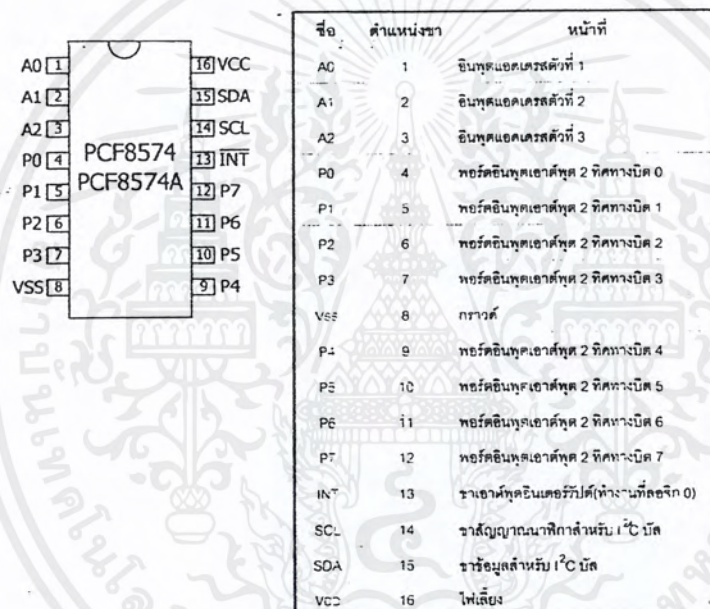 A0 1 16 VCC
A1 2 15 SDA
A2 3 14 SCL
P0 4 13 INT
P1 5 12 P7
P2 6 11 P6
P3 7 10 P5
VSS 8 9 P4
PCF8574
PCF8574A
ชื่อ ตำแหน่งขา หน้าที่
A0 1 อินพุตแอดเดรสตัวที่ 1
A1 2 อินพุตแอดเดรสตัวที่ 2
A2 3 อินพุตแอดเดรสตัวที่ 3
P0 4 พอร์ตอินพุตเอาต์พุต 2 ทิศทางบิต 0
P1 5 พอร์ตอินพุตเอาต์พุต 2 ทิศทางบิต 1
P2 6 พอร์ตอินพุตเอาต์พุต 2 ทิศทางบิต 2
P3 7 พอร์ตอินพุตเอาต์พุต 2 ทิศทางบิต 3
VSS 8 กราวด์
P4 9 พอร์ตอินพุตเอาต์พุต 2 ทิศทางบิต 4
P5 10 พอร์ตอินพุตเอาต์พุต 2 ทิศทางบิต 5
P6 11 พอร์ตอินพุตเอาต์พุต 2 ทิศทางบิต 6
P7 12 พอร์ตอินพุตเอาต์พุต 2 ทิศทางบิต 7
INT 13 ขาเอาต์พุตอินเตอร์รัปต์(ทำงานที่ลอจิก 0)
SCL 14 ขาสัญญาณนาฬิกาสำหรับ I²C บัส
SDA 15 ขาข้อมูลสำหรับ I²C บัส
VCC 16 ไฟเลี้ยง